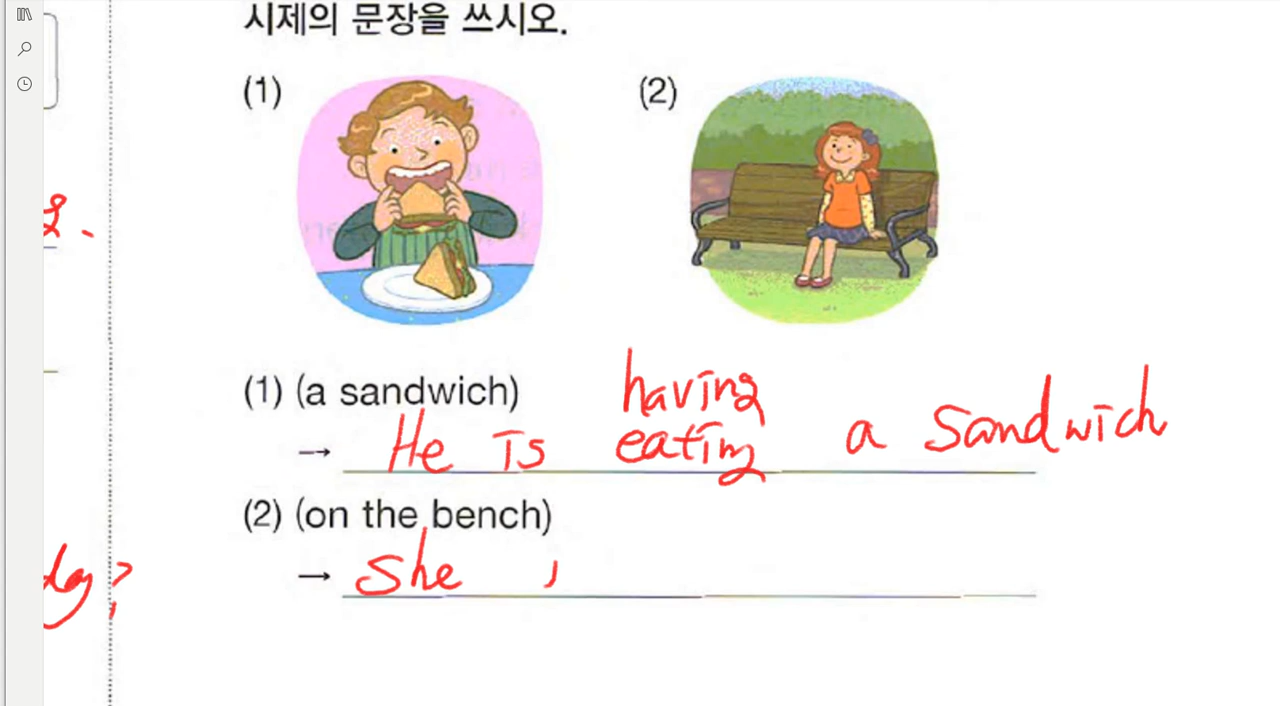 시제의 문장을 쓰시오.
(1)
(2)
(1) (a sandwich)
having
→ He is eating a sandwich
(2) (on the bench)
→ She